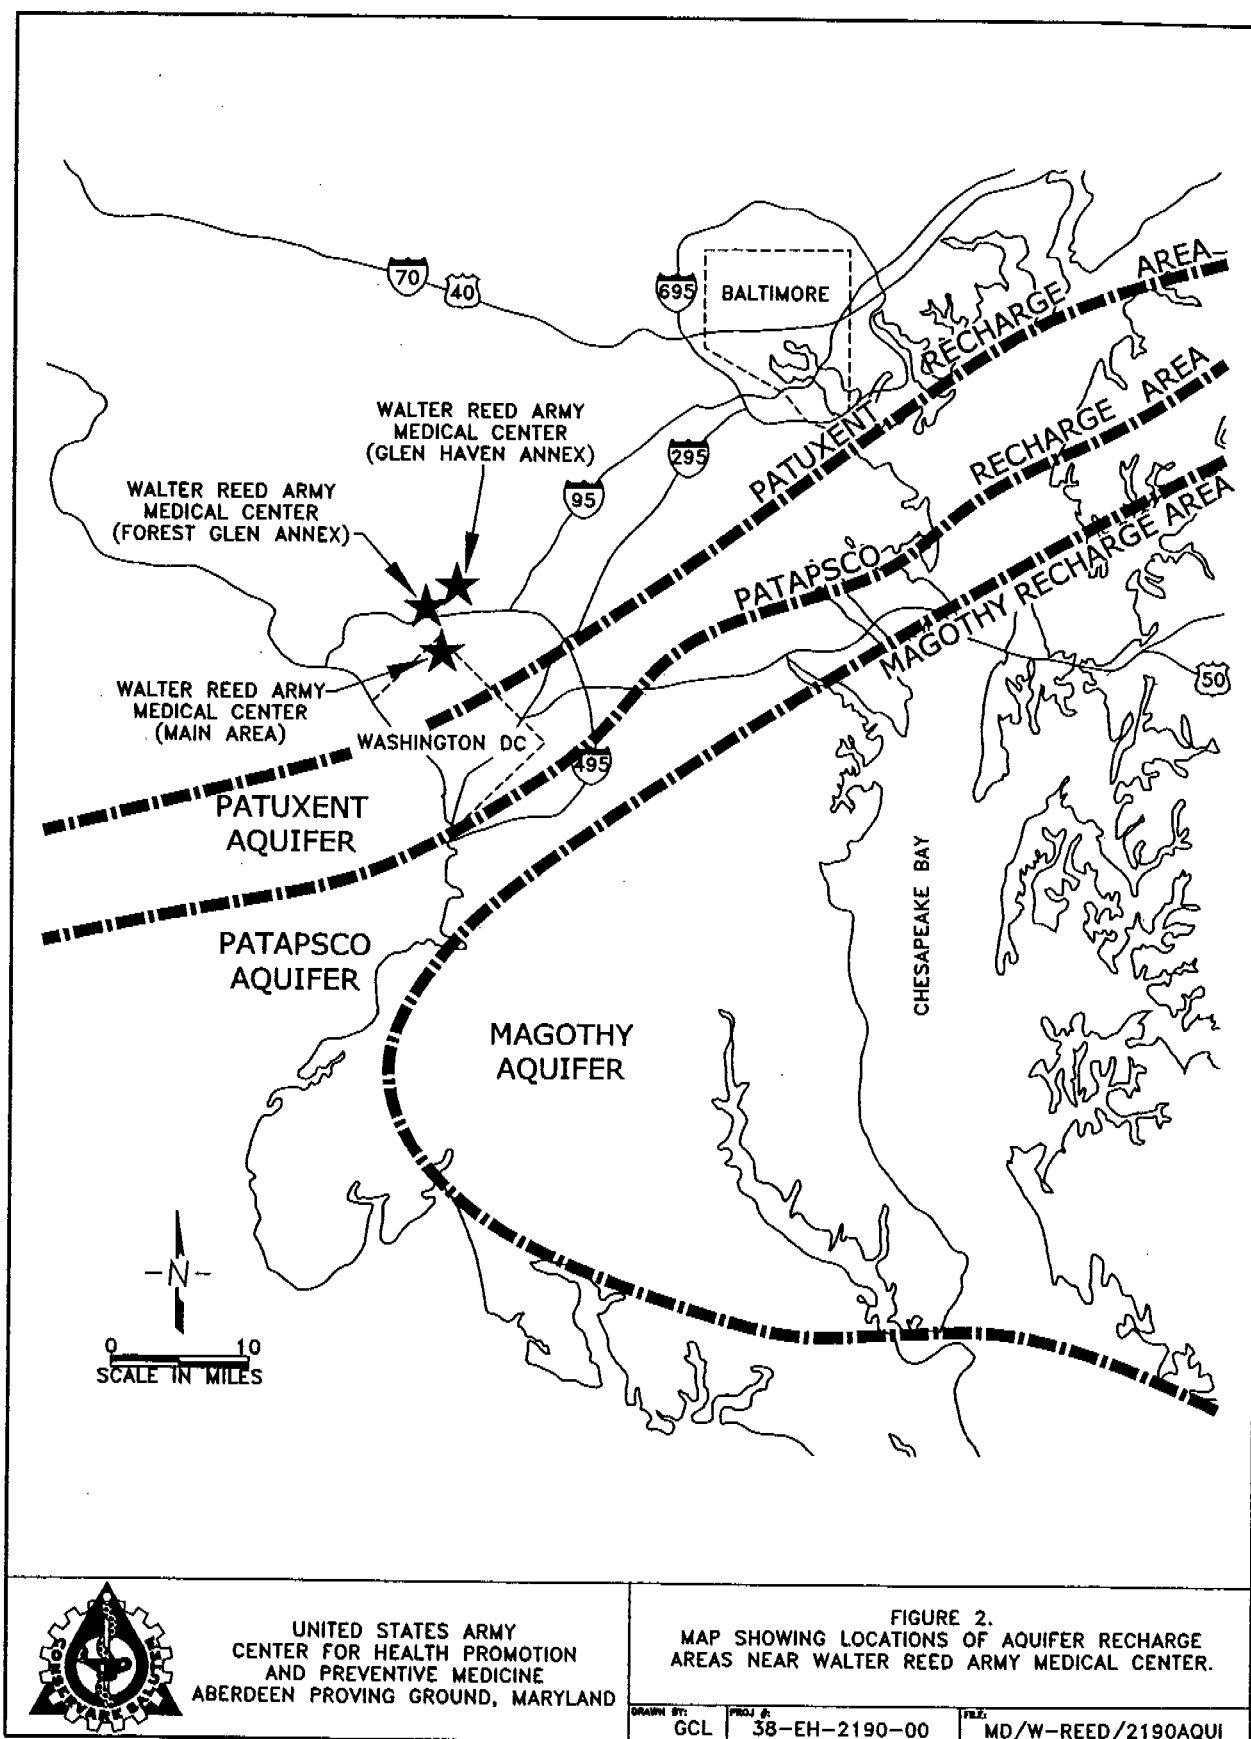 70
40
695
BALTIMORE
PATUXENT RECHARGE AREA
WALTER REED ARMY
MEDICAL CENTER
(GLEN HAVEN ANNEX)
295
95
WALTER REED ARMY
MEDICAL CENTER
(FOREST GLEN ANNEX)
PATAPSCO RECHARGE AREA
MAGOTHY RECHARGE AREA
50
WALTER REED ARMY
MEDICAL CENTER
(MAIN AREA)
WASHINGTON DC
495
PATUXENT
AQUIFER
PATAPSCO
AQUIFER
CHESAPEAKE BAY
MAGOTHY
AQUIFER
-N-
0 10
SCALE IN MILES
UNITED STATES ARMY
CENTER FOR HEALTH PROMOTION
AND PREVENTIVE MEDICINE
ABERDEEN PROVING GROUND, MARYLAND
FIGURE 2.
MAP SHOWING LOCATIONS OF AQUIFER RECHARGE
AREAS NEAR WALTER REED ARMY MEDICAL CENTER.
DRAWN BY: GCL
PROJ #: 38-EH-2190-00
FILE: MD/W-REED/2190AQUI